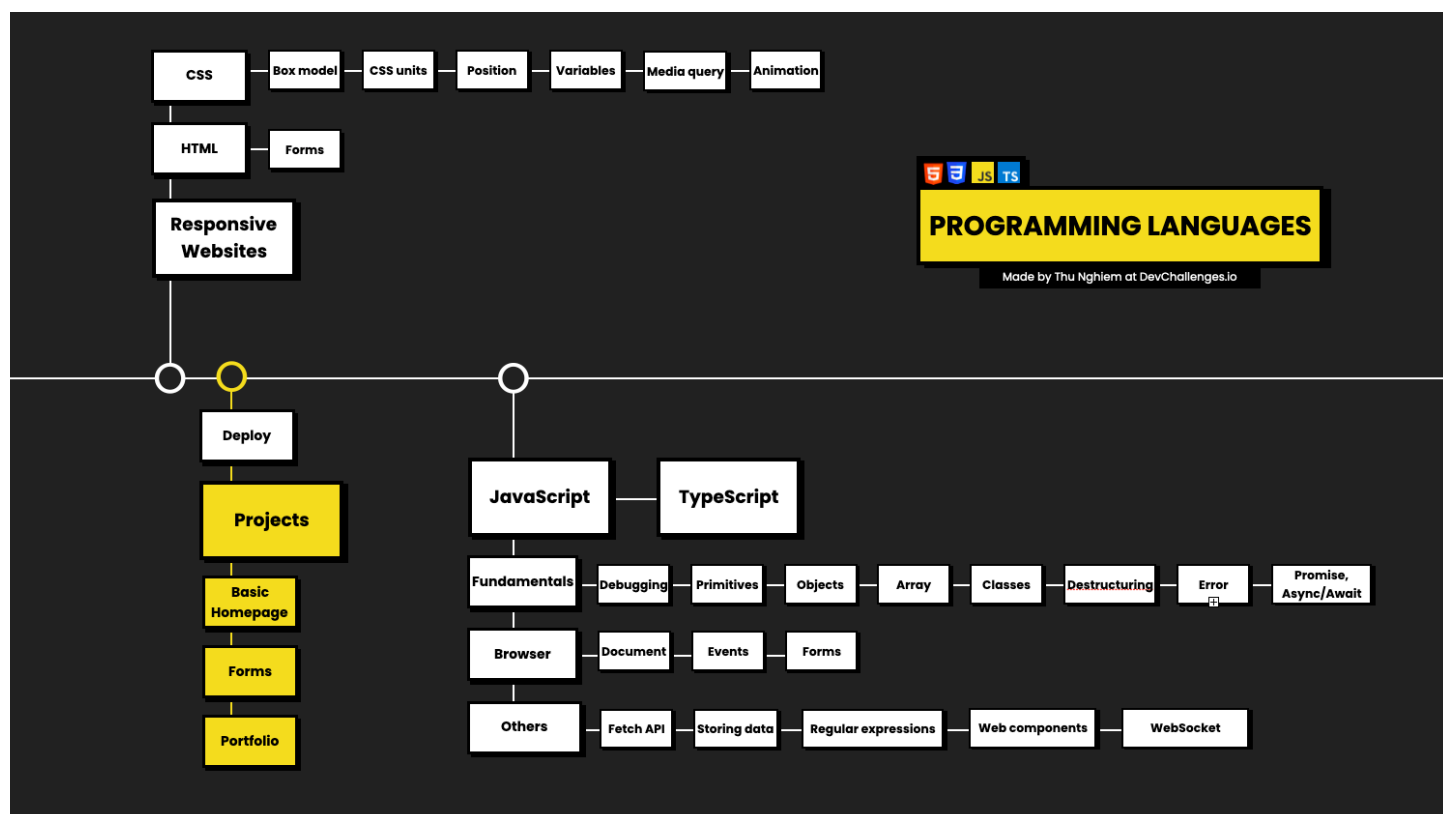 CSS
Box model
CSS units
Position
Variables
Media query
Animation
HTML
Forms
Responsive
Websites
5
3
JS
TS
PROGRAMMING LANGUAGES
Made by Thu Nghiem at DevChallenges.io
Deploy
Projects
Basic
Homepage
Forms
Portfolio
JavaScript
TypeScript
Fundamentals
Debugging
Primitives
Objects
Array
Classes
Destructuring
Error
Promise,
Async/Await
Browser
Document
Events
Forms
Others
Fetch API
Storing data
Regular expressions
Web components
WebSocket